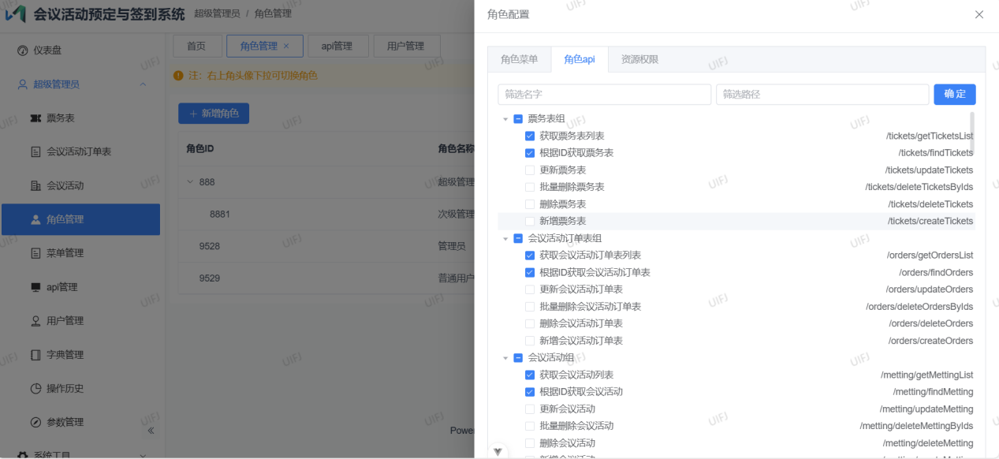 会议活动预定与签到系统
超级管理员 / 角色管理
仪表盘
超级管理员
票务表
会议活动订单表
会议活动
角色管理
菜单管理
api管理
用户管理
字典管理
操作历史
参数管理
系统工具
首页 角色管理 × api管理 用户管理
注：右上角头像下拉可切换角色
+ 新增角色
角色ID 角色名称
888 超级管理
8881 次级管理
9528 管理员
9529 普通用户
Power
角色配置
角色菜单 角色api 资源权限
筛选名字 筛选路径 确 定
票务表组
获取票务表列表 /tickets/getTicketsList
根据ID获取票务表 /tickets/findTickets
更新票务表 /tickets/updateTickets
批量删除票务表 /tickets/deleteTicketsByIds
删除票务表 /tickets/deleteTickets
新增票务表 /tickets/createTickets
会议活动订单表组
获取会议活动订单表列表 /orders/getOrdersList
根据ID获取会议活动订单表 /orders/findOrders
更新会议活动订单表 /orders/updateOrders
批量删除会议活动订单表 /orders/deleteOrdersByIds
删除会议活动订单表 /orders/deleteOrders
新增会议活动订单表 /orders/createOrders
会议活动组
获取会议活动列表 /metting/getMettingList
根据ID获取会议活动 /metting/findMetting
更新会议活动 /metting/updateMetting
批量删除会议活动 /metting/deleteMettingByIds
删除会议活动 /metting/deleteMetting